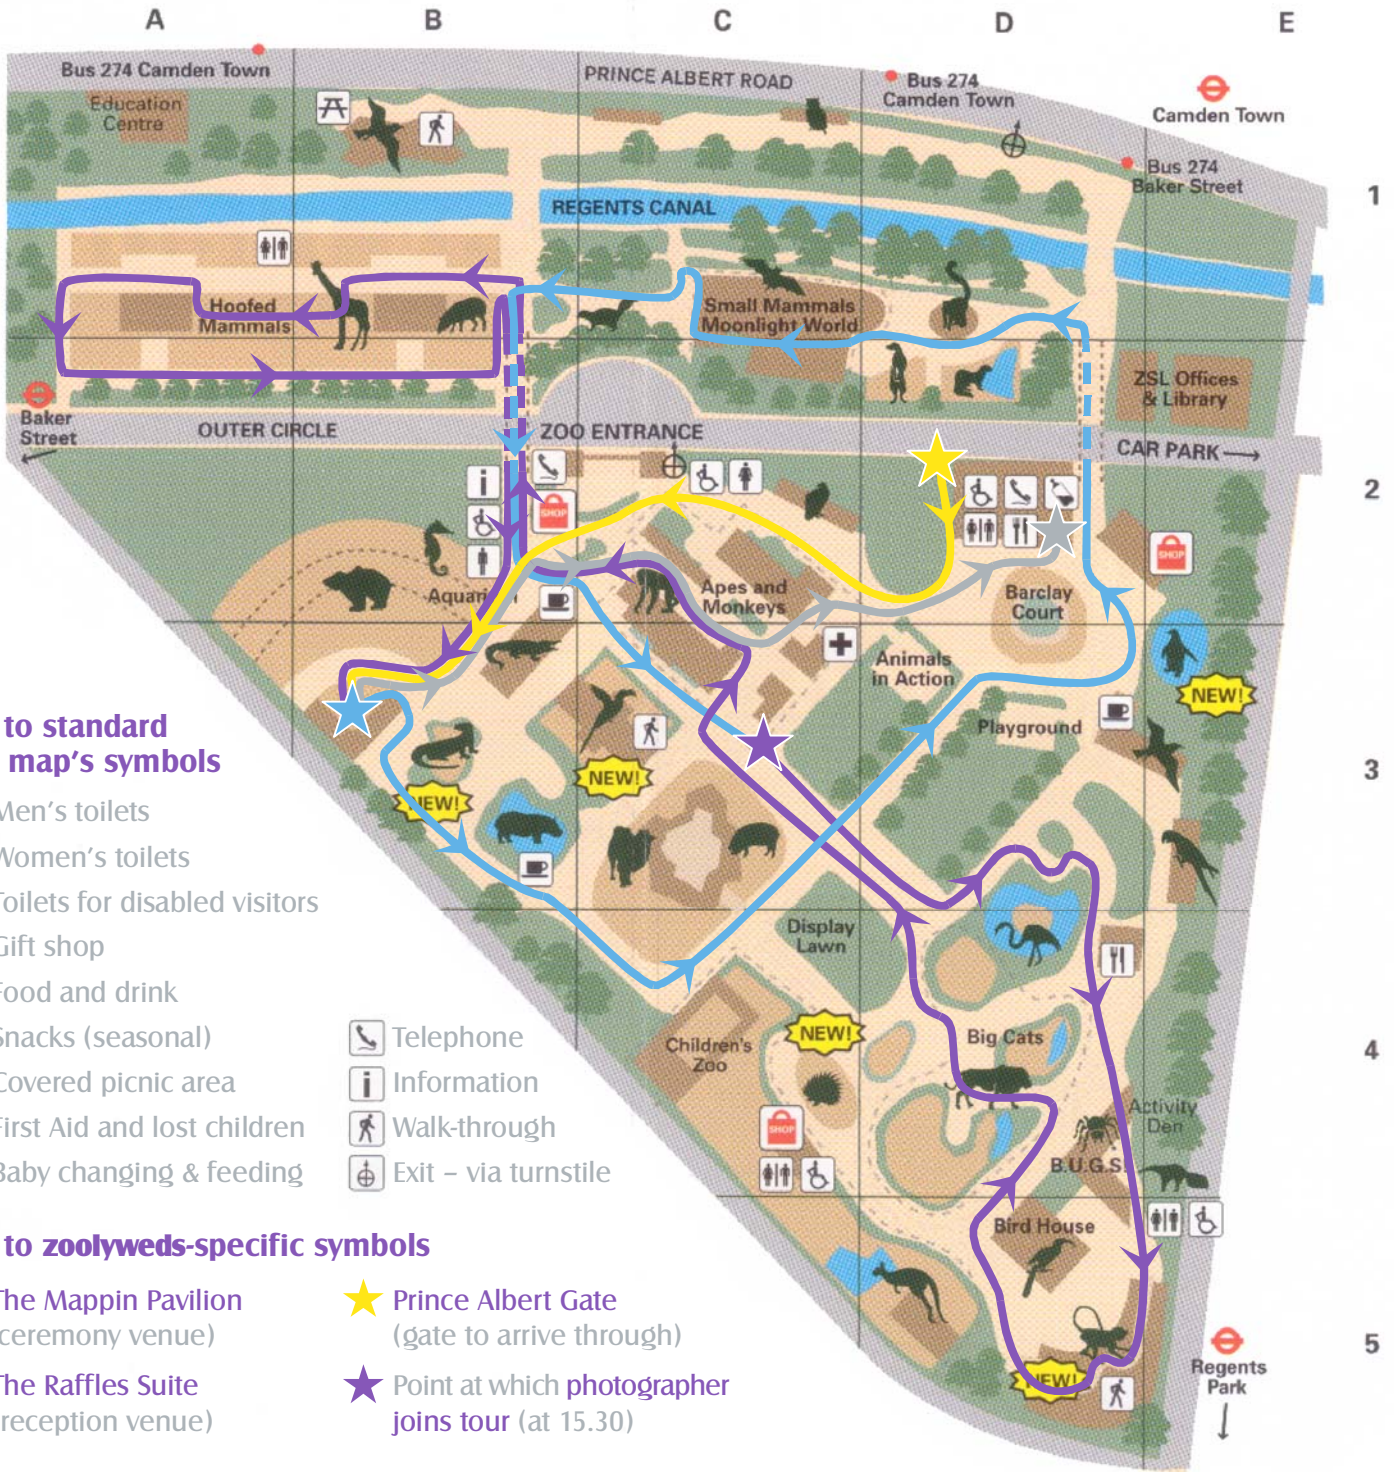 A B C D E
Bus 274 Camden Town
PRINCE ALBERT ROAD
Bus 274
Camden Town
Camden Town
Education
Centre
Bus 274
Baker Street
1
REGENTS CANAL
Hoofed
Mammals
Small Mammals
Moonlight World
ZSL Offices
& Library
Baker
Street
OUTER CIRCLE
ZOO ENTRANCE
CAR PARK
2
i
SHOP
SHOP
Aquari
Apes and
Monkeys
Barclay
Court
Animals
in Action
NEW!
Playground
3
NEW!
NEW!
to standard
map's symbols
Men's toilets
Women's toilets
Toilets for disabled visitors
Gift shop
Food and drink
Snacks (seasonal)
Covered picnic area
First Aid and lost children
Baby changing & feeding
Telephone
i Information
Walk-through
Exit – via turnstile
Display
Lawn
Children's
Zoo
NEW!
Big Cats
4
SHOP
Activity
Den
B.U.G.S!
Bird House
5
NEW!
Regents
Park
to zoolyweds-specific symbols
The Mappin Pavilion
(ceremony venue)
Prince Albert Gate
(gate to arrive through)
The Raffles Suite
(reception venue)
Point at which photographer
joins tour (at 15.30)